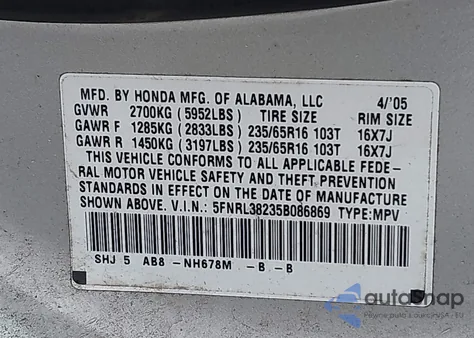 MFD. BY HONDA MFG. OF ALABAMA, LLC 4/'05
GVWR 2700KG (5952LBS) TIRE SIZE RIM SIZE
GAWR F 1285KG (2833LBS) 235/65R16 103T 16X7J
GAWR R 1450KG (3197LBS) 235/65R16 103T 16X7J
THIS VEHICLE CONFORMS TO ALL APPLICABLE FEDE-
RAL MOTOR VEHICLE SAFETY AND THEFT PREVENTION
STANDARDS IN EFFECT ON THE DATE OF MANUFACTURE
SHOWN ABOVE. V.I.N.: 5FNRL38235B086869 TYPE:MPV
SHJ 5 AB8 -NH678M -B -B
autosnap